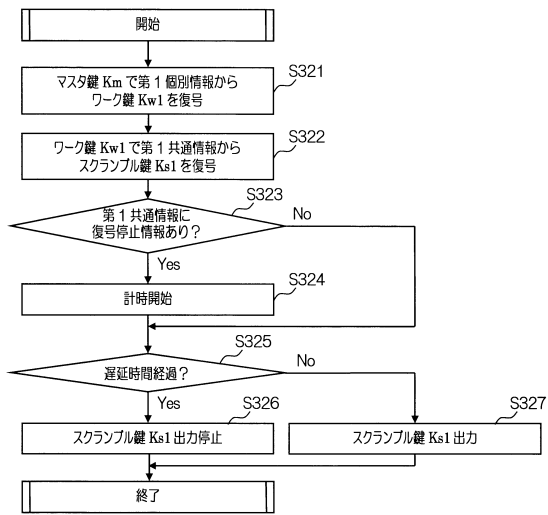 開始
マスタ鍵 Km で第1個別情報から
ワーク鍵 Kw1 を復号
S321
ワーク鍵 Kw1 で第1共通情報から
スクランブル鍵 Ks1 を復号
S322
S323
第1共通情報に
復号停止情報あり？
No
Yes
計時開始
S324
S325
遅延時間経過？
No
Yes
S326
スクランブル鍵 Ks1 出力停止
S327
スクランブル鍵 Ks1 出力
終了